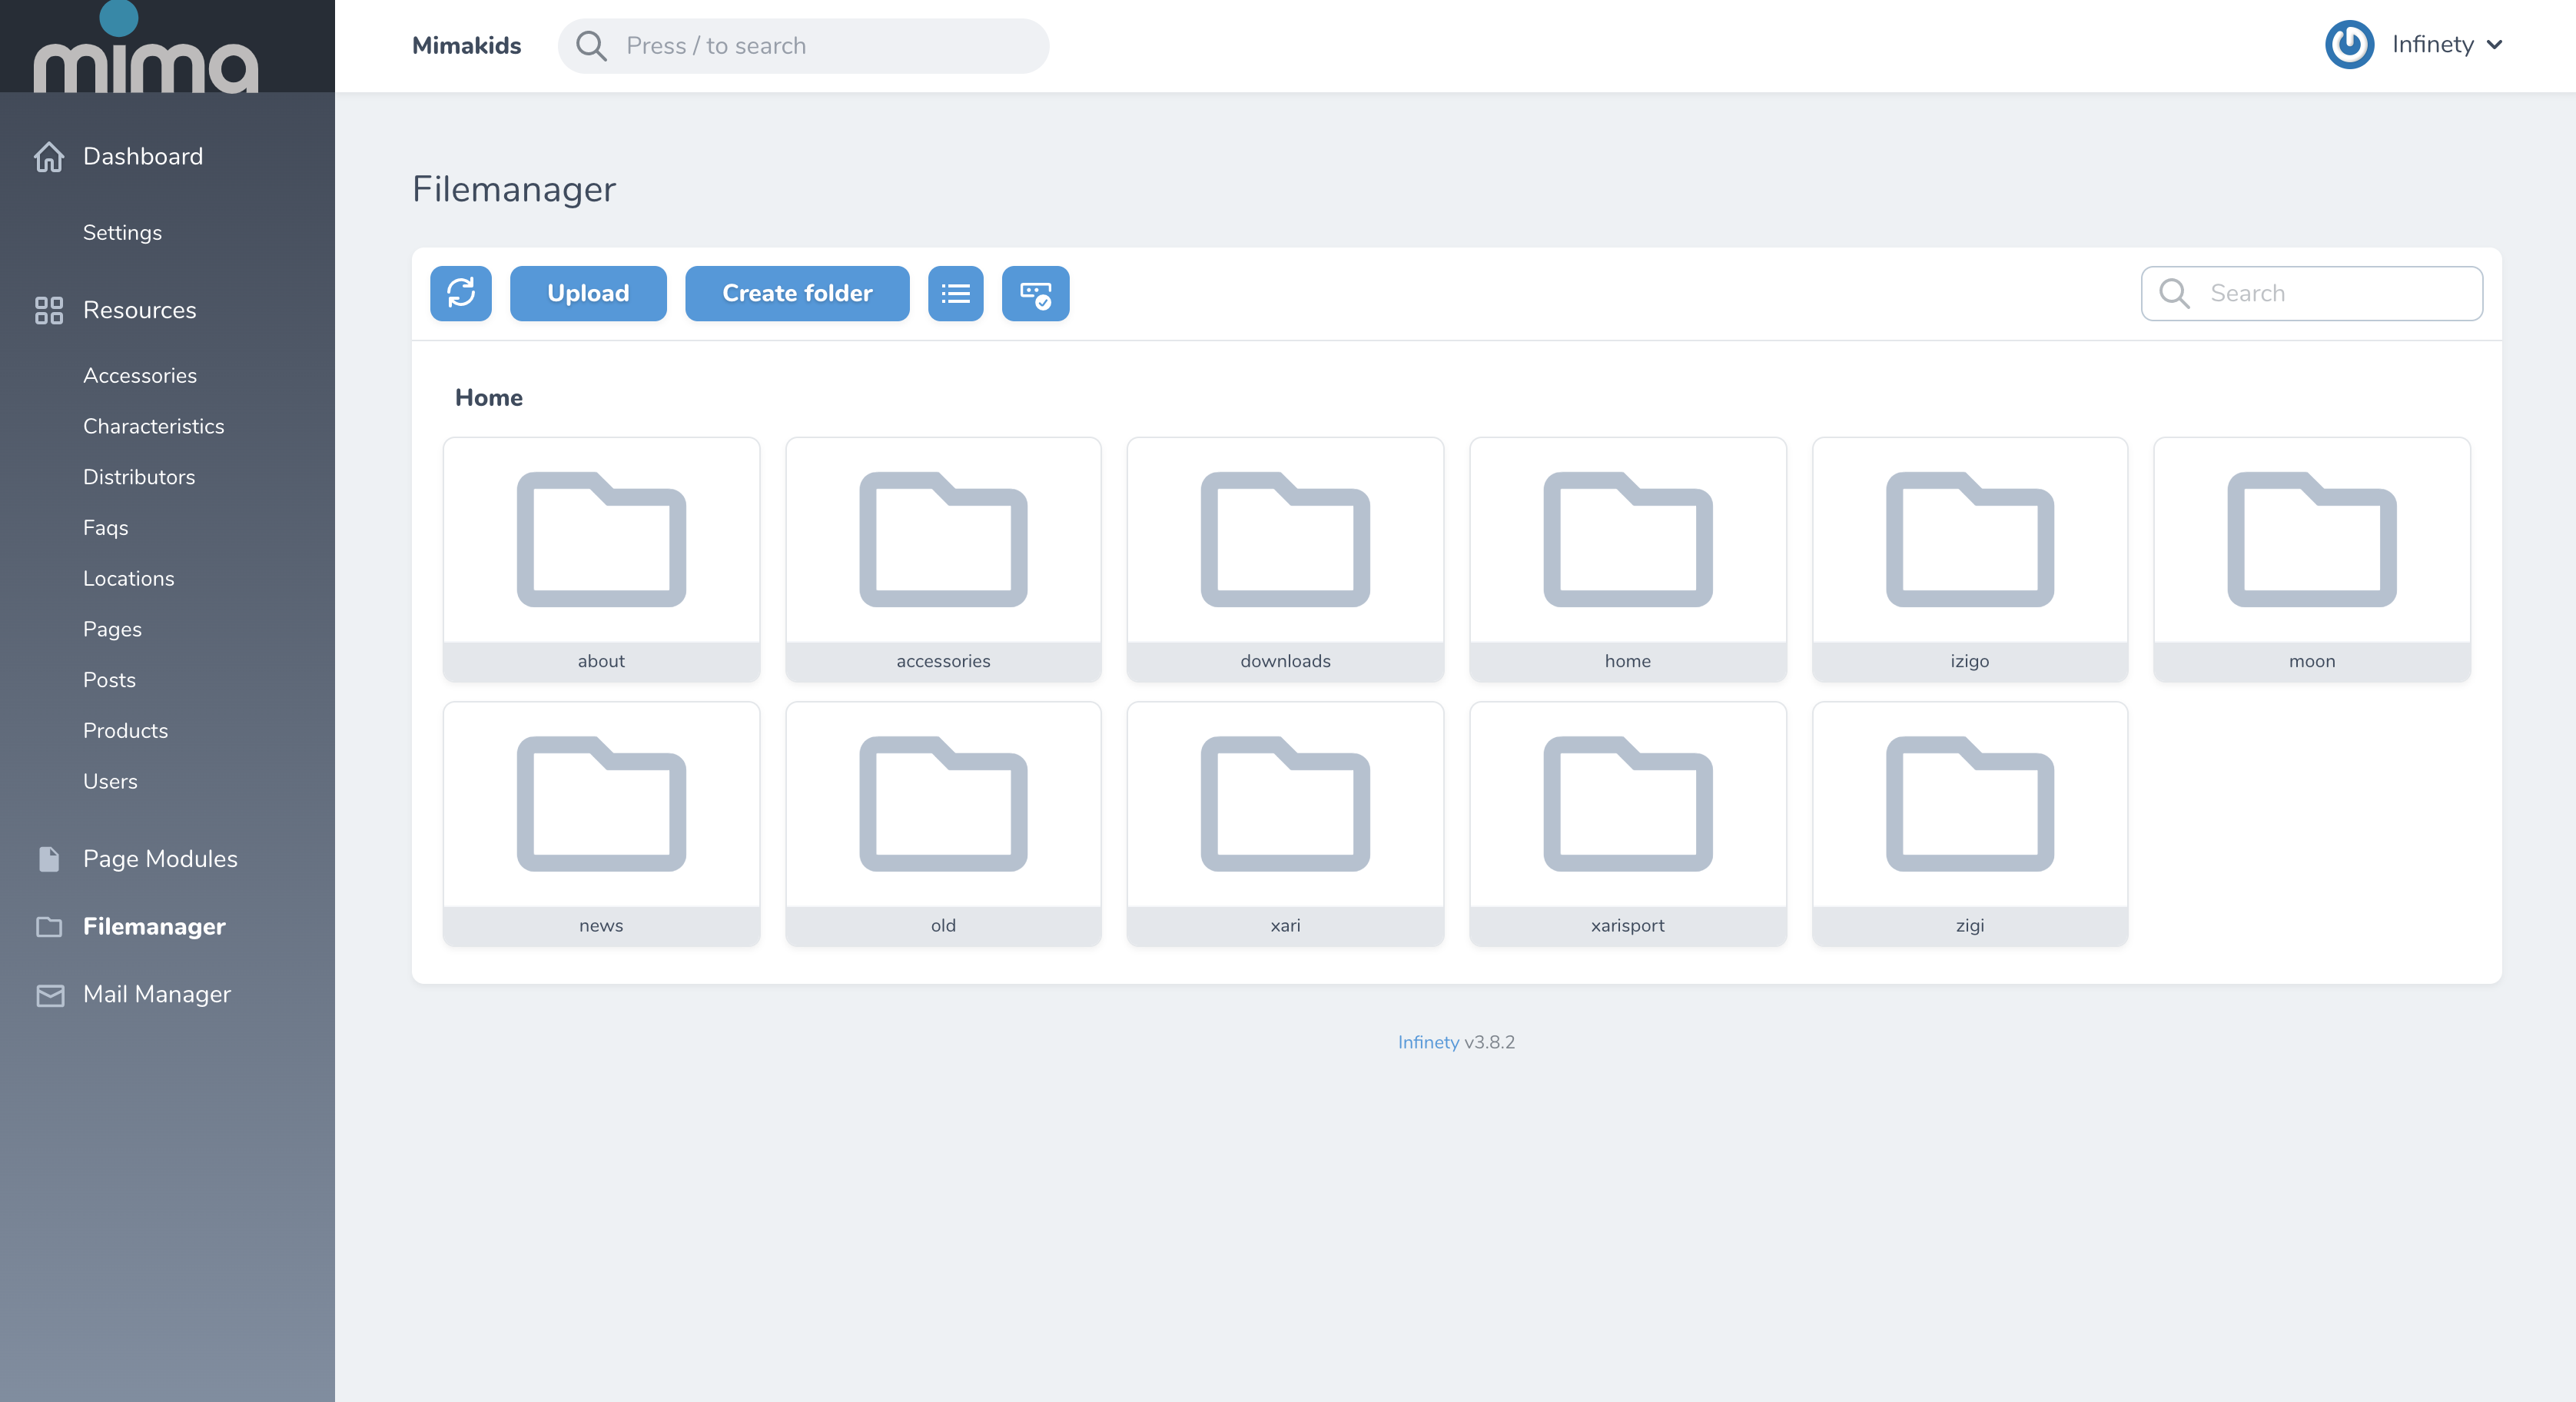 mima
Mimakids
Press / to search
Infinety
Dashboard
Settings
Resources
Accessories
Characteristics
Distributors
Faqs
Locations
Pages
Posts
Products
Users
Page Modules
Filemanager
Mail Manager
Filemanager
Upload
Create folder
Search
Home
about
accessories
downloads
home
izigo
moon
news
old
xari
xarisport
zigi
Infinety v3.8.2